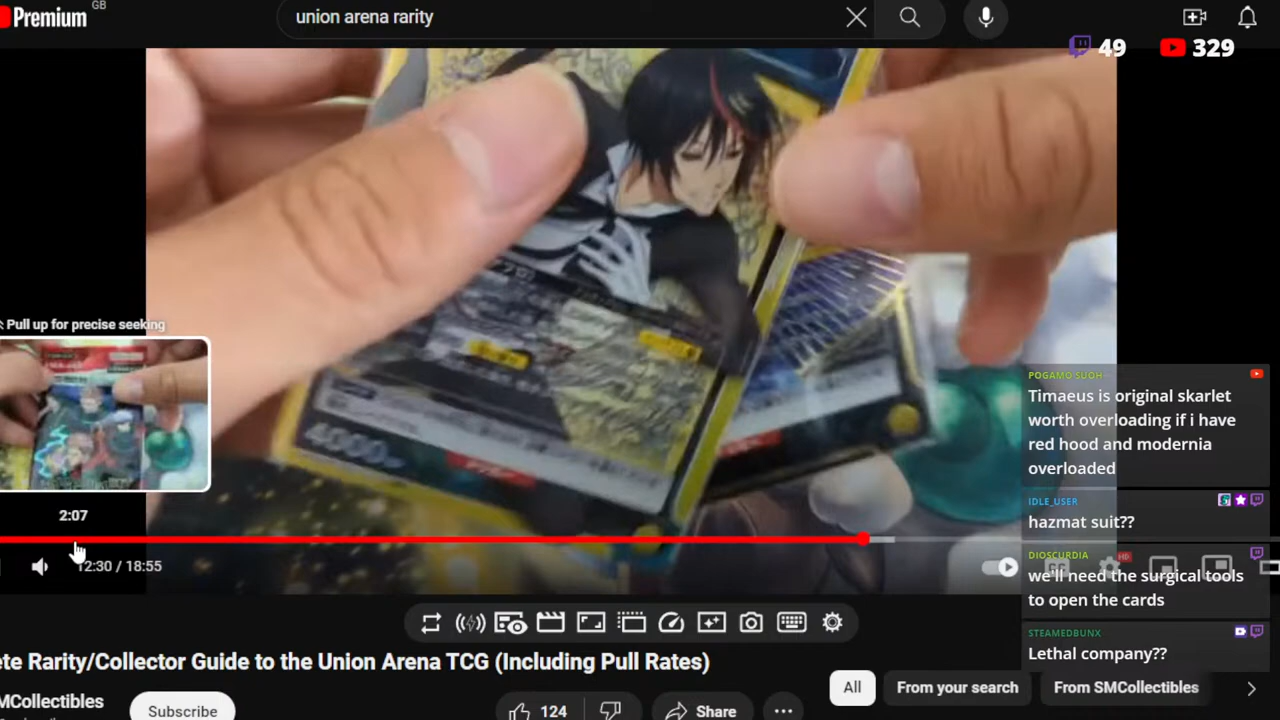 Premium GB
union arena rarity
49
329
Pull up for precise seeking
2:07
12:30 / 18:55
4000
POGAMO SUOH
Timaeus is original skarlet
worth overloading if i have
red hood and modernia
overloaded
IDLE_USER
hazmat suit??
DIOSCURDIA
we'll need the surgical tools
to open the cards
STEAMEDBUNX
Lethal company??
HD
ete Rarity/Collector Guide to the Union Arena TCG (Including Pull Rates)
MCollectibles
Subscribe
124
Share
All
From your search
From SMCollectibles